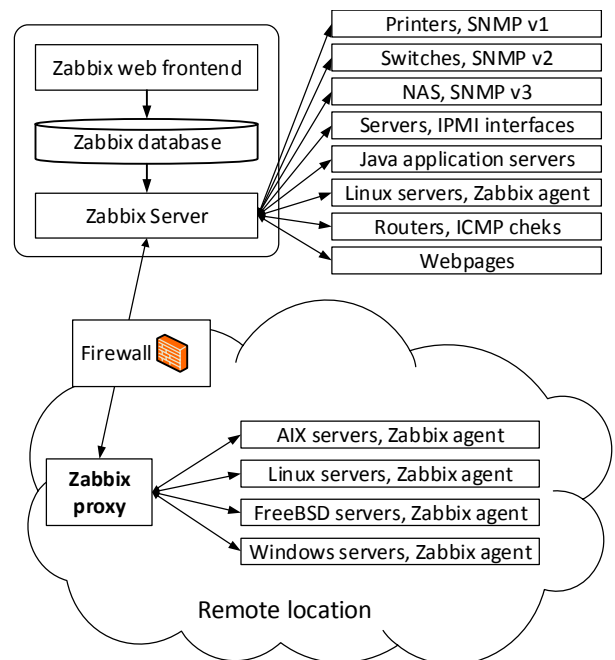 Zabbix web frontend
Zabbix database
Zabbix Server
Printers, SNMP v1
Switches, SNMP v2
NAS, SNMP v3
Servers, IPMI interfaces
Java application servers
Linux servers, Zabbix agent
Routers, ICMP cheks
Webpages
Firewall
Zabbix
proxy
AIX servers, Zabbix agent
Linux servers, Zabbix agent
FreeBSD servers, Zabbix agent
Windows servers, Zabbix agent
Remote location